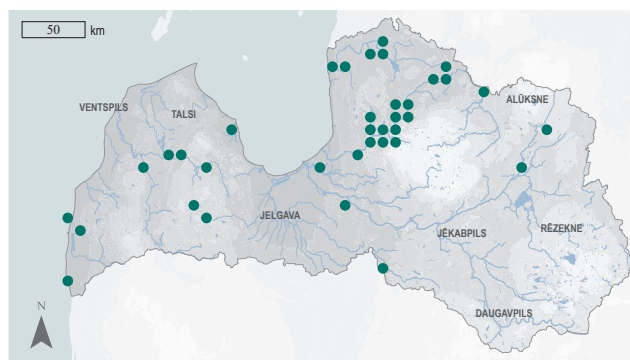 50 km
VENTSPILS
TALSI
ALŪKSNE
JELGAVA
JĒKABPILS
RĒZEKNE
DAUGAVPILS
N